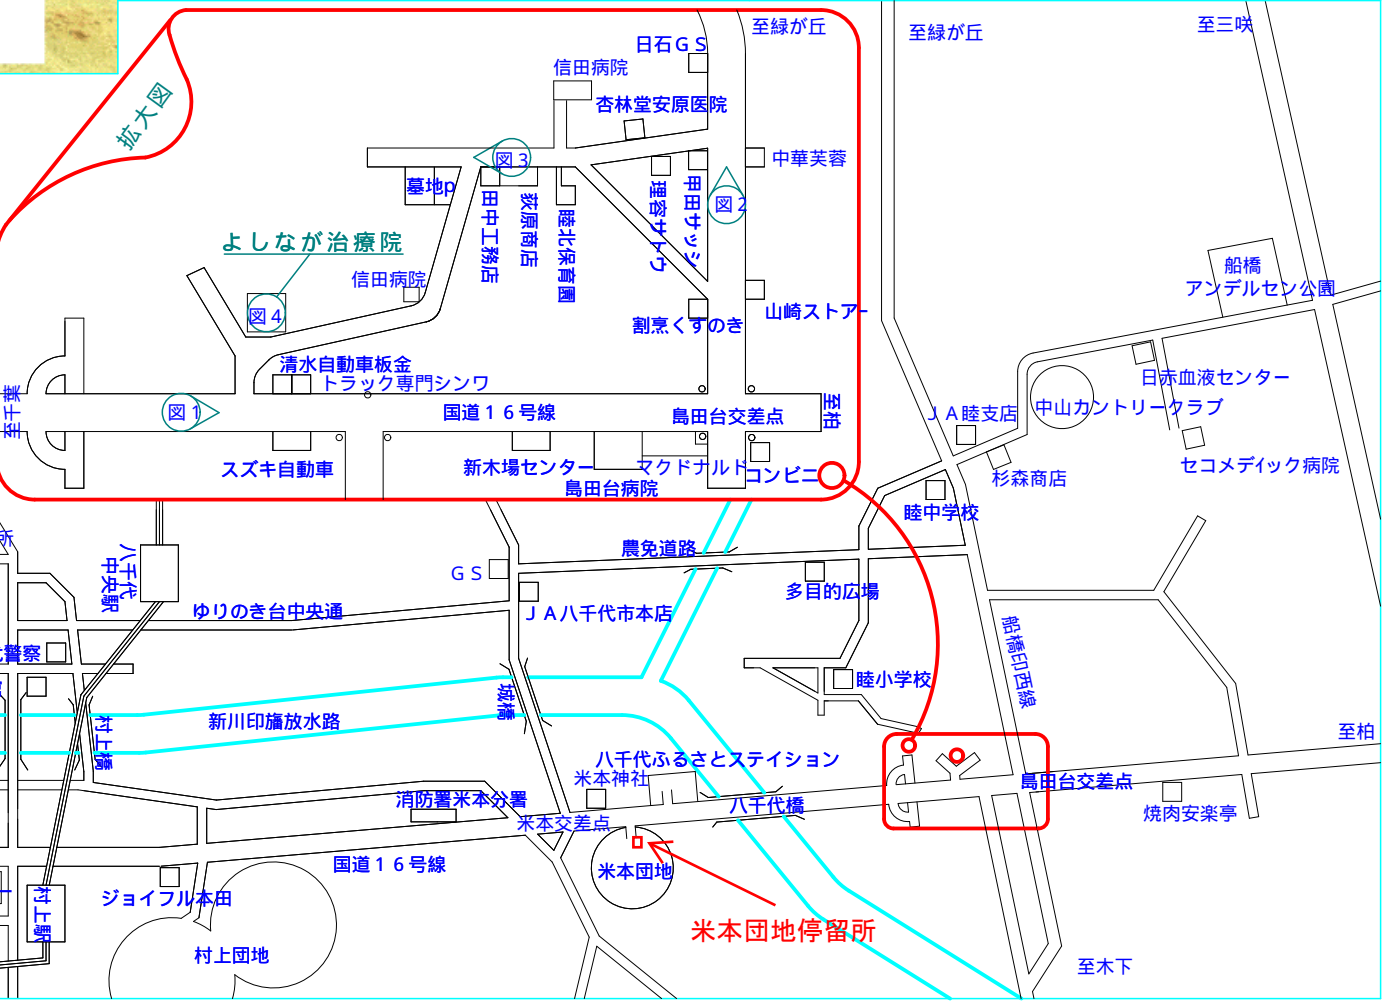 至緑が丘
至緑が丘
至三咲
日石ＧＳ
信田病院
杏林堂安原医院
拡大図
図３
中華芙蓉
墓地p
田中工務店
萩原商店
睦北保育園
理容サトウ
甲田サッシ
図２
よしなが治療院
信田病院
図４
割烹くすのき
山崎ストアー
船橋
アンデルセン公園
清水自動車板金
トラック専門シンワ
至千葉
図１
国道１６号線
島田台交差点
至柏
日赤血液センター
中山カントリークラブ
ＪＡ睦支店
スズキ自動車
新木場センター
マクドナルド
コンビニ
島田台病院
杉森商店
セコメディック病院
睦中学校
所
八千代
中央駅
農免道路
ＧＳ
多目的広場
ゆりのき台中央通
ＪＡ八千代市本店
船橋印西線
警察
睦小学校
城橋
新川印旛放水路
村上橋
至柏
八千代ふるさとステイション
米本神社
島田台交差点
消防署米本分署
八千代橋
米本交差点
焼肉安楽亭
国道１６号線
米本団地
ジョイフル本田
村上駅
米本団地停留所
村上団地
至木下